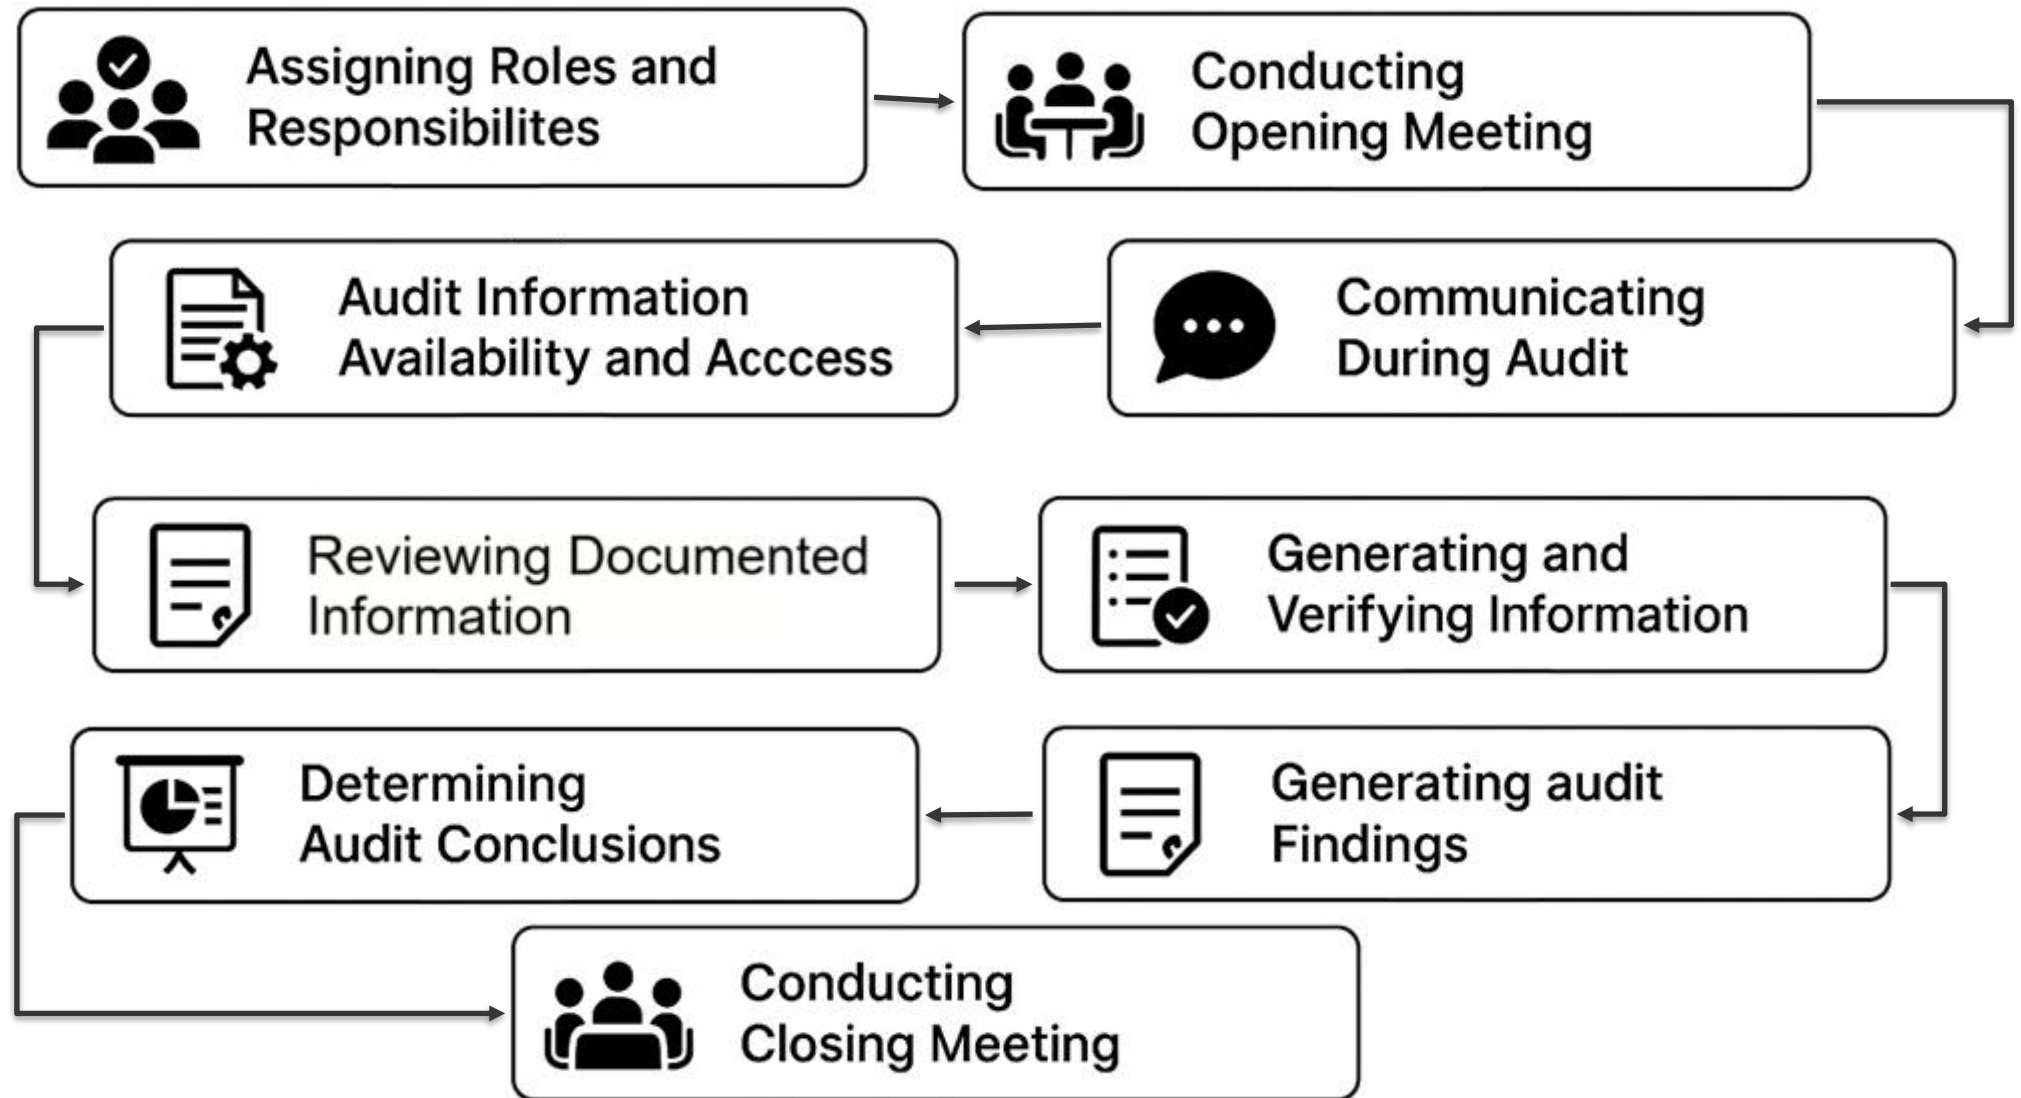 Assigning Roles and
Responsibilites
Conducting
Opening Meeting
Communicating
During Audit
Audit Information
Availability and Acccess
Reviewing Documented
Information
Generating and
Verifying Information
Generating audit
Findings
Determining
Audit Conclusions
Conducting
Closing Meeting